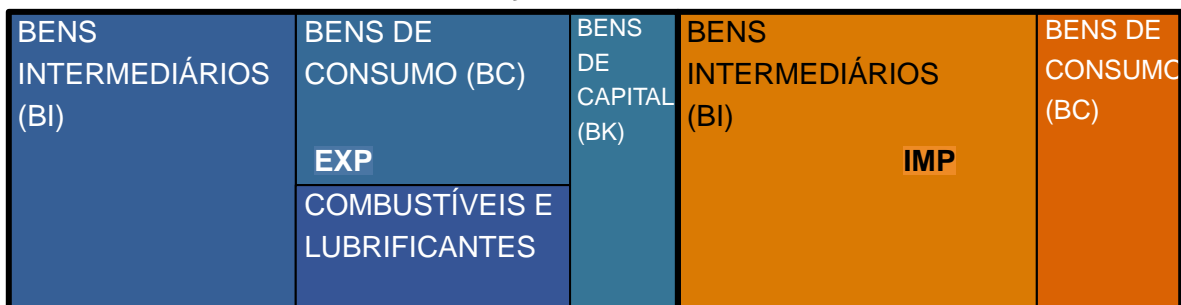 BENS
INTERMEDIÁRIOS
(BI)
BENS DE
CONSUMO (BC)
EXP
COMBUSTÍVEIS E
LUBRIFICANTES
BENS
DE
CAPITAL
(BK)
BENS
INTERMEDIÁRIOS
(BI)
IMP
BENS DE
CONSUMO
(BC)